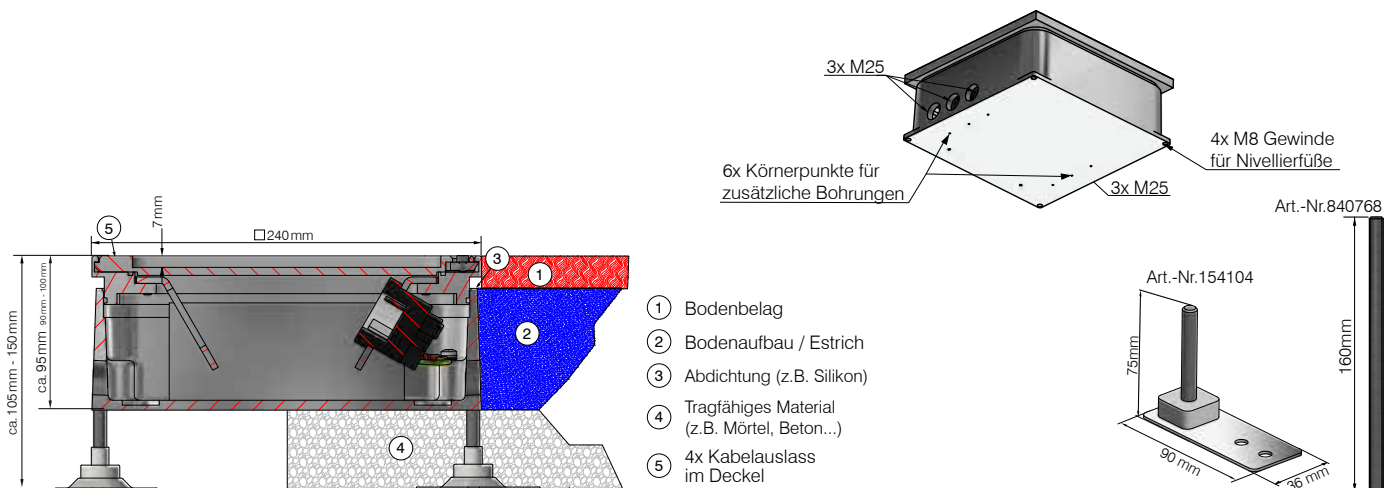 3x M25
4x M8 Gewinde
für Nivellierfüße
6x Körnerpunkte für
zusätzliche Bohrungen
3x M25
Art.-Nr.840768
160mm
Art.-Nr.154104
75mm
90 mm
36 mm
5
7mm
□240mm
3
1
2
4
ca. 105mm - 150mm
ca. 95mm 90mm - 100mm
1 Bodenbelag
2 Bodenaufbau / Estrich
3 Abdichtung (z.B. Silikon)
4 Tragfähiges Material
(z.B. Mörtel, Beton...)
5 4x Kabelauslass
im Deckel